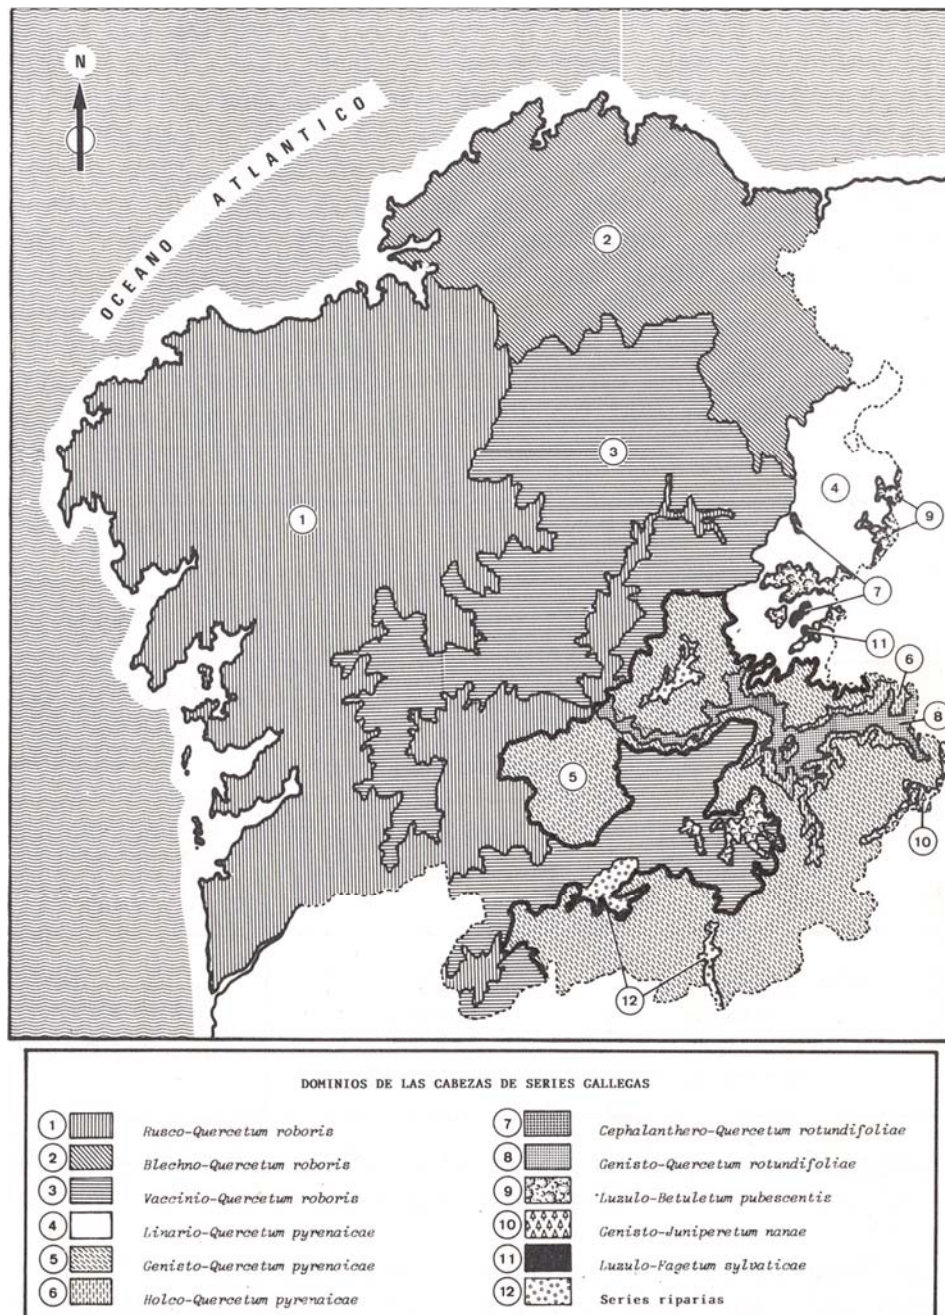 N
OCEANO ATLANTICO
2
3
4
9
1
7
11
6
8
5
10
12
DOMINIOS DE LAS CABEZAS DE SERIES GALLEGAS
1 Rusco-Quercetum roboris
2 Blechno-Quercetum roboris
3 Vaccinio-Quercetum roboris
4 Linario-Quercetum pyrenaicae
5 Genisto-Quercetum pyrenaicae
6 Holco-Quercetum pyrenaicae
7 Cephalanthero-Quercetum rotundifoliae
8 Genisto-Quercetum rotundifoliae
9 Luzulo-Betuletum pubescentis
10 Genisto-Juniperetum nanae
11 Luzulo-Fagetum sylvaticae
12 Series riparias